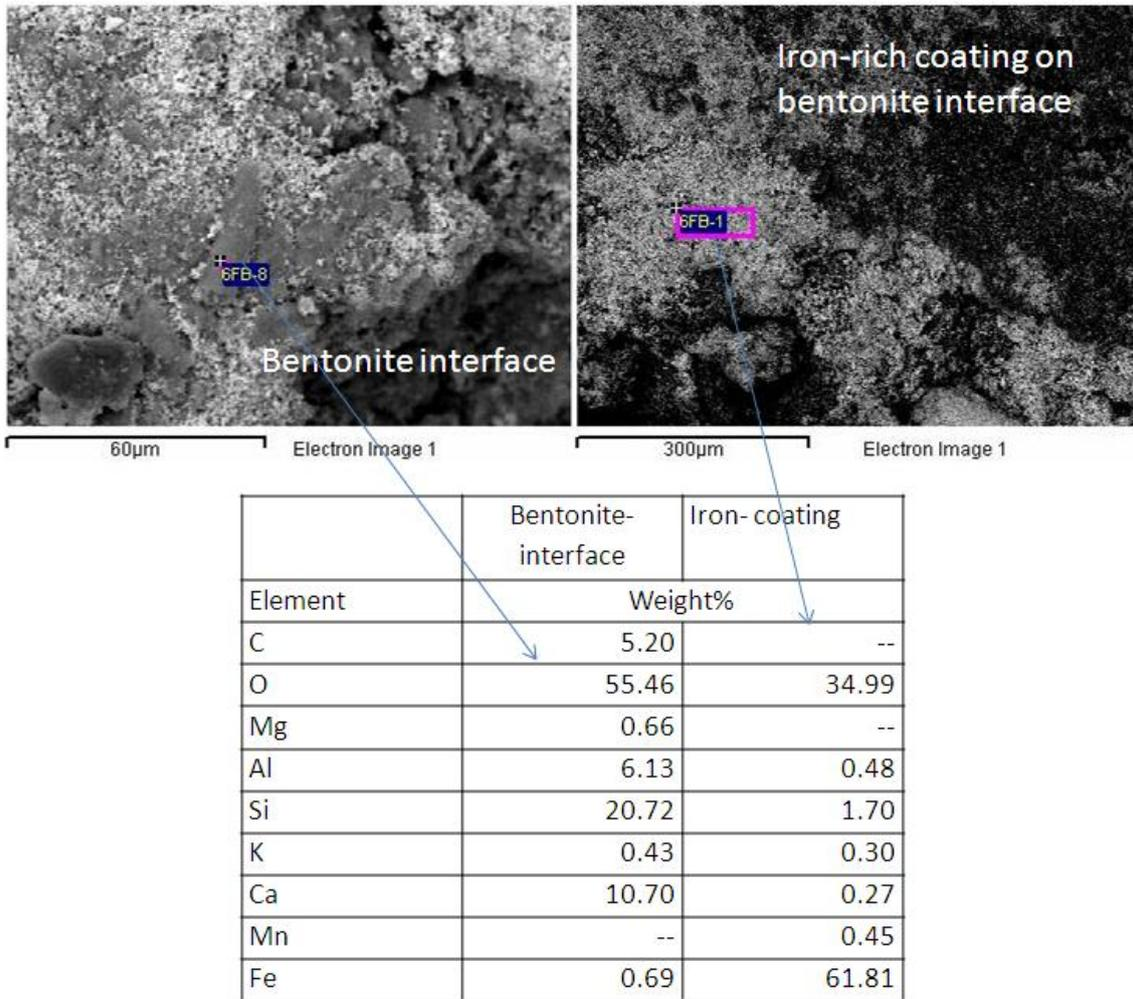 Iron-rich coating on
bentonite interface
6FB-1
6FB-8
Bentonite interface
60µm Electron Image 1
300µm Electron Image 1
Bentonite- Iron- coating
interface
Element Weight%
C 5.20 --
O 55.46 34.99
Mg 0.66 --
Al 6.13 0.48
Si 20.72 1.70
K 0.43 0.30
Ca 10.70 0.27
Mn -- 0.45
Fe 0.69 61.81